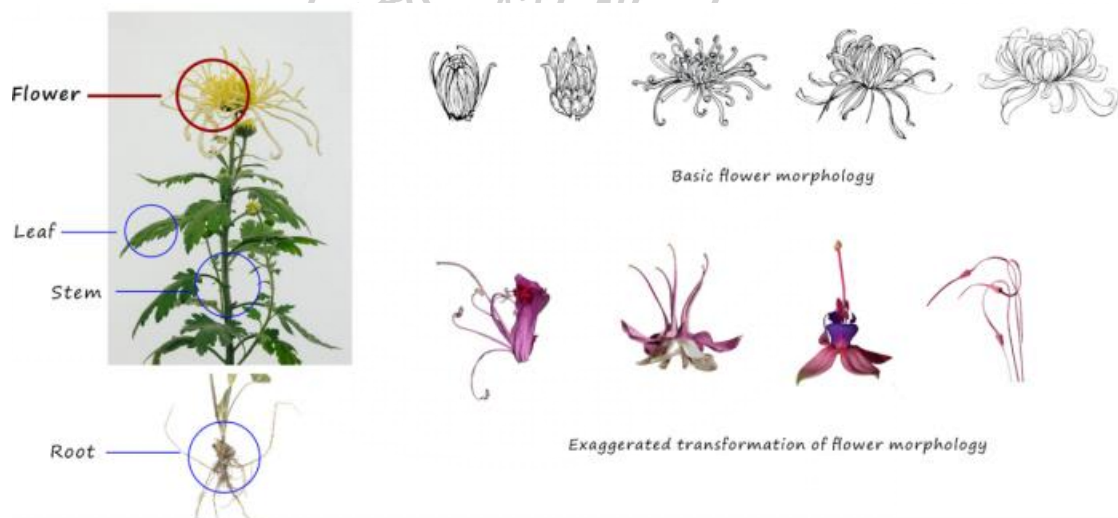 Flower
Leaf
Stem
Root
Basic flower morphology
Exaggerated transformation of flower morphology